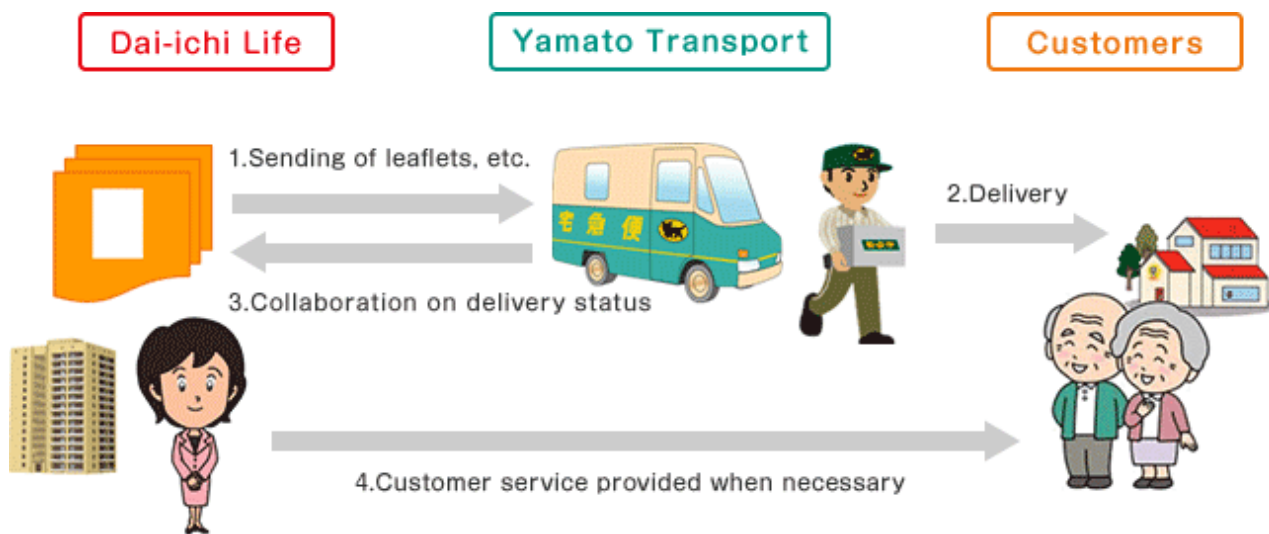 Dai-ichi Life
Yamato Transport
Customers
1.Sending of leaflets, etc.
2.Delivery
宅急便
3.Collaboration on delivery status
4.Customer service provided when necessary